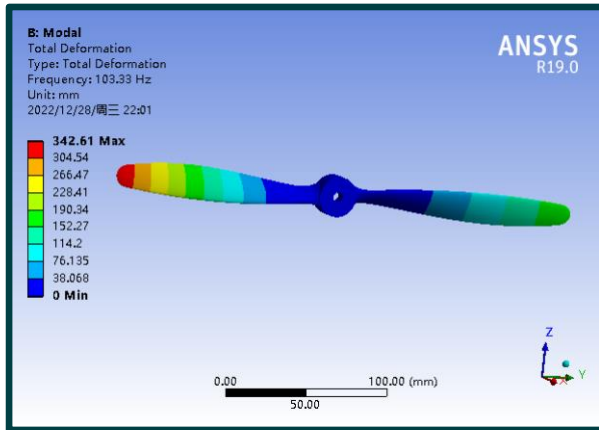 B: Modal
Total Deformation
Type: Total Deformation
Frequency: 103.33 Hz
Unit: mm
2022/12/28/周三 22:01
ANSYS
R19.0
342.61 Max
304.54
266.47
228.41
190.34
152.27
114.2
76.135
38.068
0 Min
0.00
100.00 (mm)
50.00
Z
Y
X